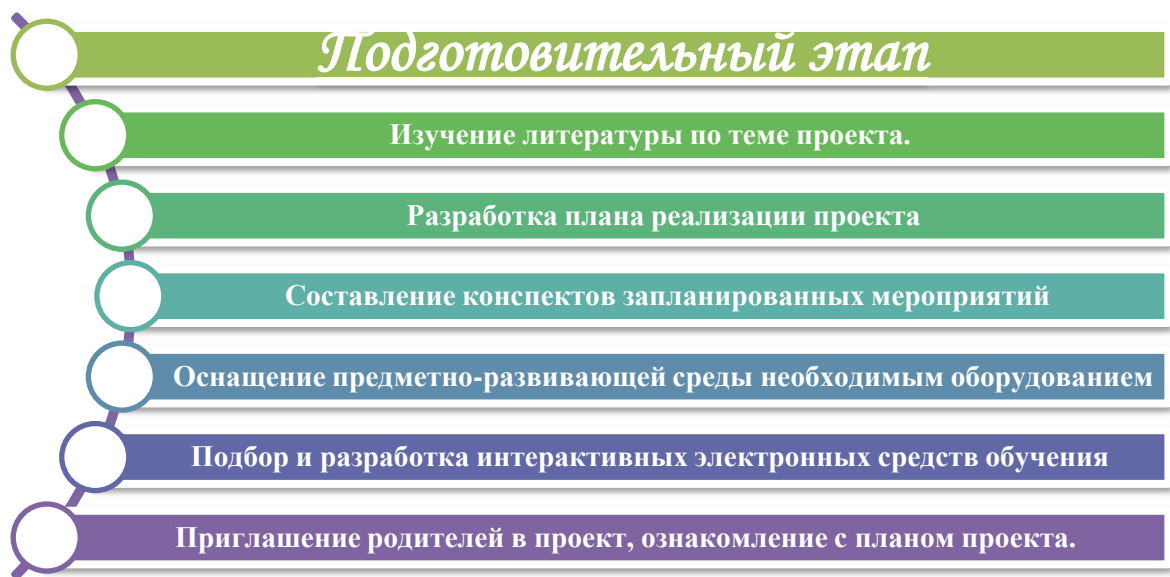 Подготовительный этап
Изучение литературы по теме проекта.
Разработка плана реализации проекта
Составление конспектов запланированных мероприятий
Оснащение предметно-развивающей среды необходимым оборудованием
Подбор и разработка интерактивных электронных средств обучения
Приглашение родителей в проект, ознакомление с планом проекта.